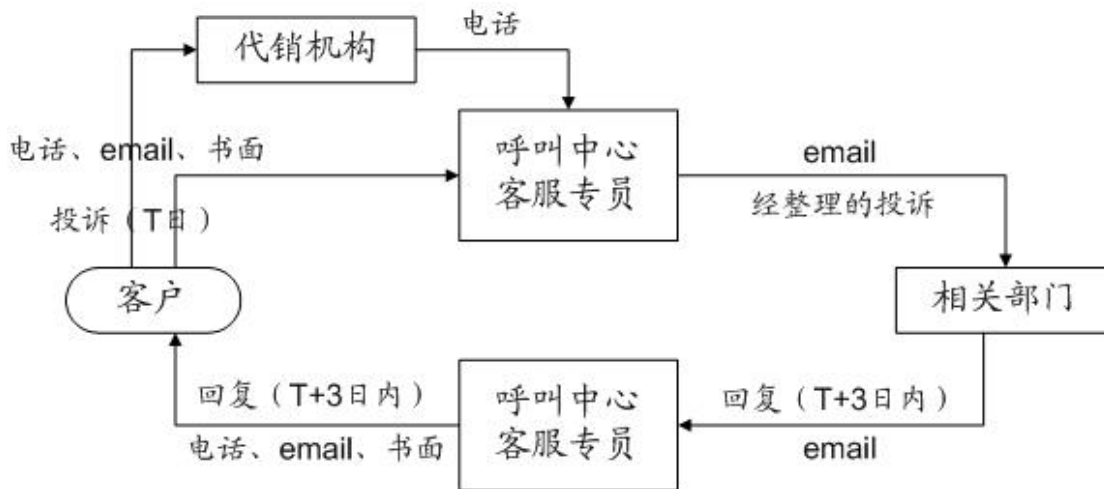 代销机构
电话
电话、email、书面
呼叫中心
客服专员
email
经整理的投诉
投诉（T日）
客户
相关部门
回复（T+3日内）
电话、email、书面
呼叫中心
客服专员
回复（T+3日内）
email